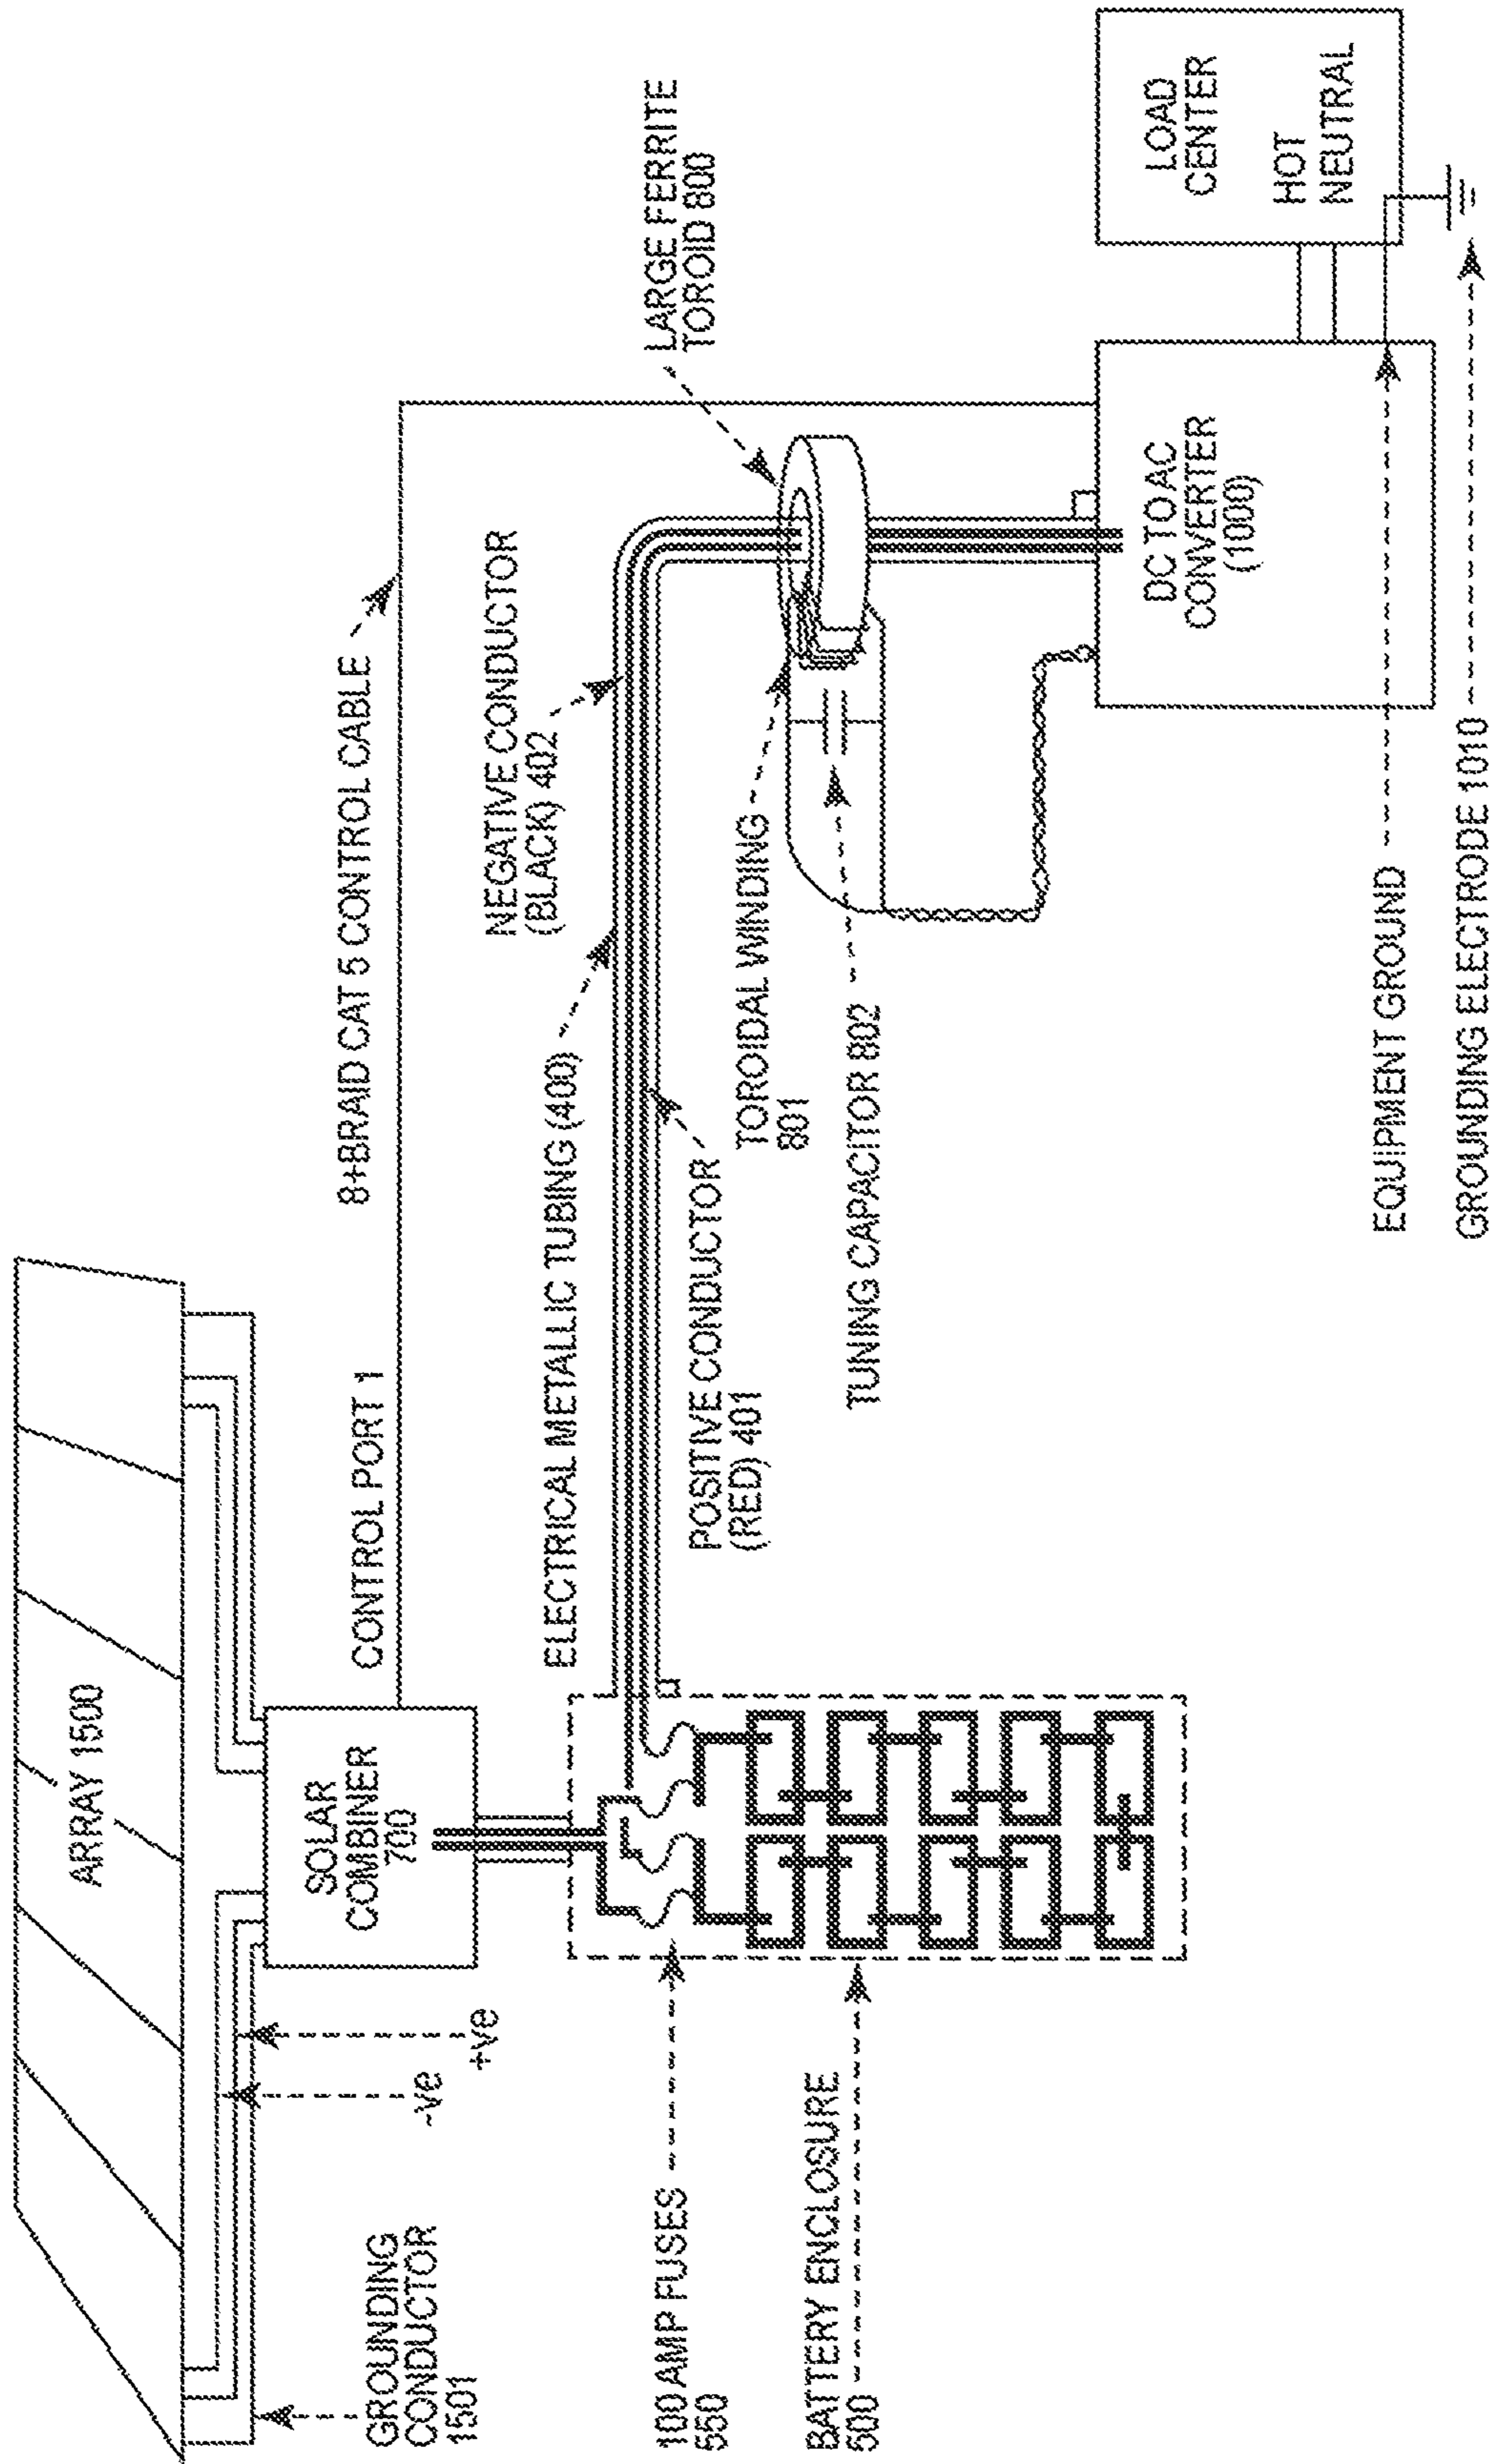 ARRAY 1500
GROUNDING
CONDUCTOR
1501
-ve
+ve
SOLAR
COMBINER
700
CONTROL PORT 1
8+BRAID CAT 5 CONTROL CABLE
100 AMP FUSES
550
BATTERY ENCLOSURE
500
ELECTRICAL METALLIC TUBING (400)
NEGATIVE CONDUCTOR
(BLACK) 402
POSITIVE CONDUCTOR
(RED) 401
LARGE FERRITE
TOROID 800
TOROIDAL WINDING
801
TUNING CAPACITOR 802
DC TO AC
CONVERTER
(1000)
LOAD
CENTER
HOT
NEUTRAL
EQUIPMENT GROUND
GROUNDING ELECTRODE 1010